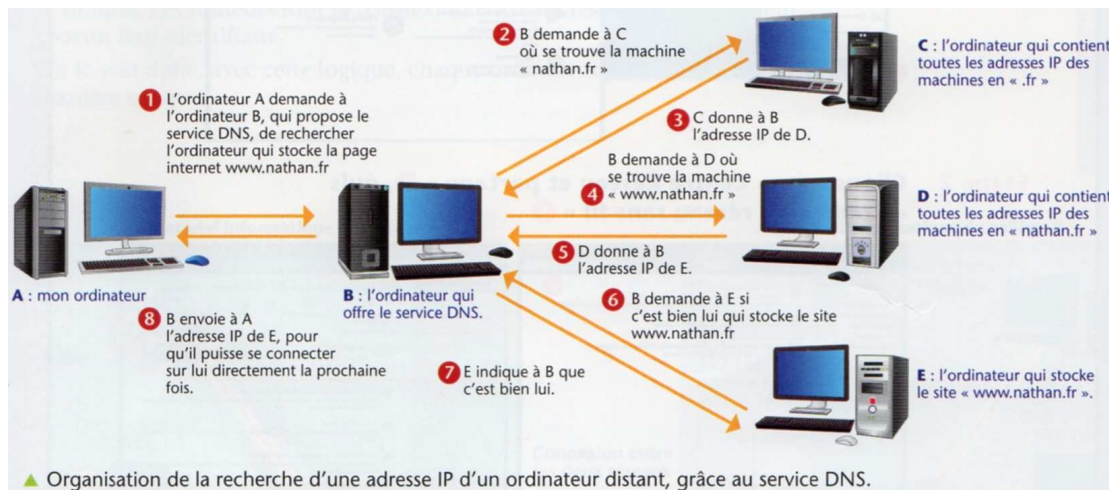 2 B demande à C
où se trouve la machine
« nathan.fr »
C : l'ordinateur qui contient
toutes les adresses IP des
machines en « .fr »
1 L'ordinateur A demande à
l'ordinateur B, qui propose le
service DNS, de rechercher
l'ordinateur qui stocke la page
internet www.nathan.fr
3 C donne à B
l'adresse IP de D.
B demande à D où
se trouve la machine
4 « www.nathan.fr »
D : l'ordinateur qui contient
toutes les adresses IP des
machines en « nathan.fr »
5 D donne à B
l'adresse IP de E.
A : mon ordinateur
B : l'ordinateur qui
offre le service DNS.
6 B demande à E si
c'est bien lui qui stocke le site
www.nathan.fr
8 B envoie à A
l'adresse IP de E, pour
qu'il puisse se connecter
sur lui directement la prochaine
fois.
7 E indique à B que
c'est bien lui.
E : l'ordinateur qui stocke
le site « www.nathan.fr ».
▲ Organisation de la recherche d'une adresse IP d'un ordinateur distant, grâce au service DNS.